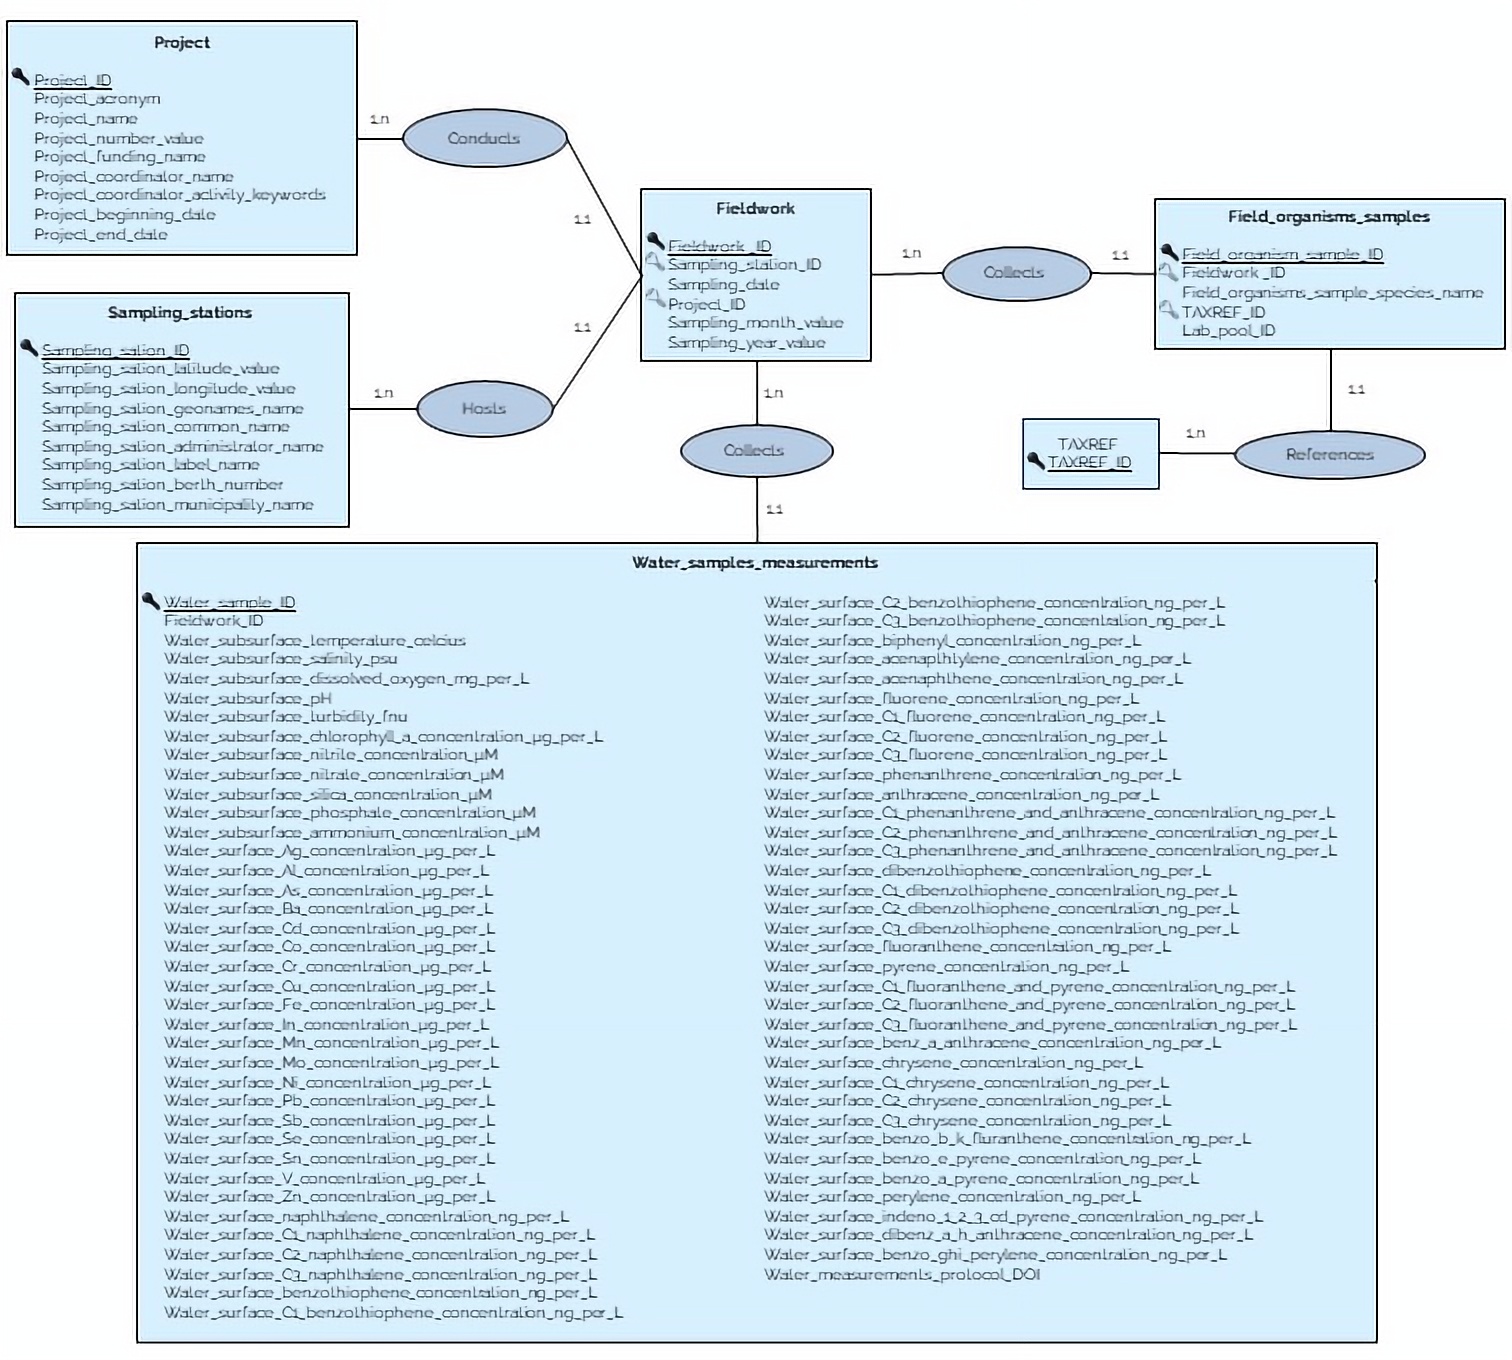 Project
Project_ID
Project_acronym
Project_name
Project_number_value
Project_funding_name
Project_coordinator_name
Project_coordinator_activity_keywords
Project_beginning_date
Project_end_date
1.n
Conducts
1.1
Sampling_stations
Sampling_sation_ID
Sampling_sation_latitude_value
Sampling_sation_longitude_value
Sampling_sation_geonames_name
Sampling_sation_common_name
Sampling_sation_administrator_name
Sampling_sation_label_name
Sampling_sation_berth_number
Sampling_sation_municipality_name
1.n
Hosts
1.1
Fieldwork
Fieldwork_ID
Sampling_station_ID
Sampling_date
Project_ID
Sampling_month_value
Sampling_year_value
1.n
Collects
1.1
Field_organisms_samples
Field_organism_sample_ID
Fieldwork_ID
Field_organisms_sample_species_name
TAXREF_ID
Lab_pool_ID
1.1
References
1.n
TAXREF
TAXREF_ID
1.n
Collects
1.1
Water_samples_measurements
Water_sample_ID
Fieldwork_ID
Water_subsurface_temperature_celcius
Water_subsurface_salinity_psu
Water_subsurface_dissolved_oxygen_mg_per_L
Water_subsurface_pH
Water_subsurface_turbidity_fnu
Water_subsurface_chlorophyll_a_concentration_µg_per_L
Water_subsurface_nitrite_concentration_µM
Water_subsurface_nitrate_concentration_µM
Water_subsurface_silica_concentration_µM
Water_subsurface_phosphate_concentration_µM
Water_subsurface_ammonium_concentration_µM
Water_surface_Ag_concentration_µg_per_L
Water_surface_Al_concentration_µg_per_L
Water_surface_As_concentration_µg_per_L
Water_surface_Ba_concentration_µg_per_L
Water_surface_Cd_concentration_µg_per_L
Water_surface_Co_concentration_µg_per_L
Water_surface_Cr_concentration_µg_per_L
Water_surface_Cu_concentration_µg_per_L
Water_surface_Fe_concentration_µg_per_L
Water_surface_In_concentration_µg_per_L
Water_surface_Mn_concentration_µg_per_L
Water_surface_Mo_concentration_µg_per_L
Water_surface_Ni_concentration_µg_per_L
Water_surface_Pb_concentration_µg_per_L
Water_surface_Sb_concentration_µg_per_L
Water_surface_Se_concentration_µg_per_L
Water_surface_Sn_concentration_µg_per_L
Water_surface_V_concentration_µg_per_L
Water_surface_Zn_concentration_µg_per_L
Water_surface_naphthalene_concentration_ng_per_L
Water_surface_C1_naphthalene_concentration_ng_per_L
Water_surface_C2_naphthalene_concentration_ng_per_L
Water_surface_C3_naphthalene_concentration_ng_per_L
Water_surface_benzothiophene_concentration_ng_per_L
Water_surface_C1_benzothiophene_concentration_ng_per_L
Water_surface_C2_benzothiophene_concentration_ng_per_L
Water_surface_C3_benzothiophene_concentration_ng_per_L
Water_surface_biphenyl_concentration_ng_per_L
Water_surface_acenapthtylene_concentration_ng_per_L
Water_surface_acenaphthene_concentration_ng_per_L
Water_surface_fluorene_concentration_ng_per_L
Water_surface_C1_fluorene_concentration_ng_per_L
Water_surface_C2_fluorene_concentration_ng_per_L
Water_surface_C3_fluorene_concentration_ng_per_L
Water_surface_phenanthrene_concentration_ng_per_L
Water_surface_anthracene_concentration_ng_per_L
Water_surface_C1_phenanthrene_and_anthracene_concentration_ng_per_L
Water_surface_C2_phenanthrene_and_anthracene_concentration_ng_per_L
Water_surface_C3_phenanthrene_and_anthracene_concentration_ng_per_L
Water_surface_dibenzothiophene_concentration_ng_per_L
Water_surface_C1_dibenzothiophene_concentration_ng_per_L
Water_surface_C2_dibenzothiophene_concentration_ng_per_L
Water_surface_C3_dibenzothiophene_concentration_ng_per_L
Water_surface_fluoranthene_concentration_ng_per_L
Water_surface_pyrene_concentration_ng_per_L
Water_surface_C1_fluoranthene_and_pyrene_concentration_ng_per_L
Water_surface_C2_fluoranthene_and_pyrene_concentration_ng_per_L
Water_surface_C3_fluoranthene_and_pyrene_concentration_ng_per_L
Water_surface_benz_a_anthracene_concentration_ng_per_L
Water_surface_chrysene_concentration_ng_per_L
Water_surface_C1_chrysene_concentration_ng_per_L
Water_surface_C2_chrysene_concentration_ng_per_L
Water_surface_C3_chrysene_concentration_ng_per_L
Water_surface_benzo_b_k_fluranthene_concentration_ng_per_L
Water_surface_benzo_e_pyrene_concentration_ng_per_L
Water_surface_benzo_a_pyrene_concentration_ng_per_L
Water_surface_perylene_concentration_ng_per_L
Water_surface_indeno_1_2_3_cd_pyrene_concentration_ng_per_L
Water_surface_dibenz_a_h_anthracene_concentration_ng_per_L
Water_surface_benzo_ghi_perylene_concentration_ng_per_L
Water_measurements_protocol_DOI